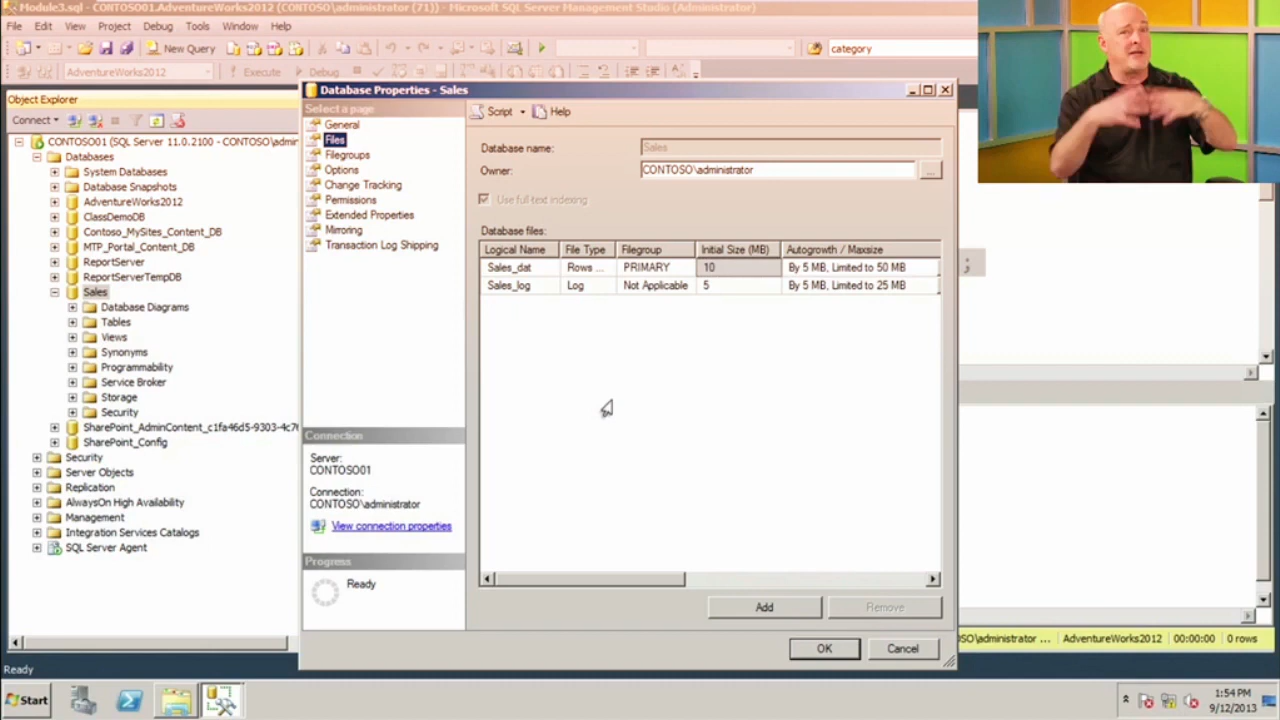 Module3.sql - CONTOSO01.AdventureWorks2012 (CONTOSO\administrator (71)) - Microsoft SQL Server Management Studio (Administrator)
File Edit View Project Debug Tools Window Help
New Query category
AdventureWorks2012 Execute Debug
Object Explorer
Connect
CONTOSO01 (SQL Server 11.0.2100 - CONTOSO\admin
Databases
System Databases
Database Snapshots
AdventureWorks2012
ClassDemoDB
Contoso_MySites_Content_DB
MTP_Portal_Content_DB
ReportServer
ReportServerTempDB
Sales
Database Diagrams
Tables
Views
Synonyms
Programmability
Service Broker
Storage
Security
SharePoint_AdminContent_c1fa46d5-9303-4c76
SharePoint_Config
Security
Server Objects
Replication
AlwaysOn High Availability
Management
Integration Services Catalogs
SQL Server Agent
Database Properties - Sales
Select a page
General
Files
Filegroups
Options
Change Tracking
Permissions
Extended Properties
Mirroring
Transaction Log Shipping
Connection
Server:
CONTOSO01
Connection:
CONTOSO\administrator
View connection properties
Progress
Ready
Script Help
Database name: Sales
Owner: CONTOSO\administrator ...
Use full-text indexing
Database files:
Logical Name File Type Filegroup Initial Size (MB) Autogrowth / Maxsize
Sales_dat Rows ... PRIMARY 10 By 5 MB, Limited to 50 MB
Sales_log Log Not Applicable 5 By 5 MB, Limited to 25 MB
Add Remove
OK Cancel
;
SO\administrator ... AdventureWorks2012 00:00:00 0 rows
Ready
Start 1:54 PM
9/12/2013